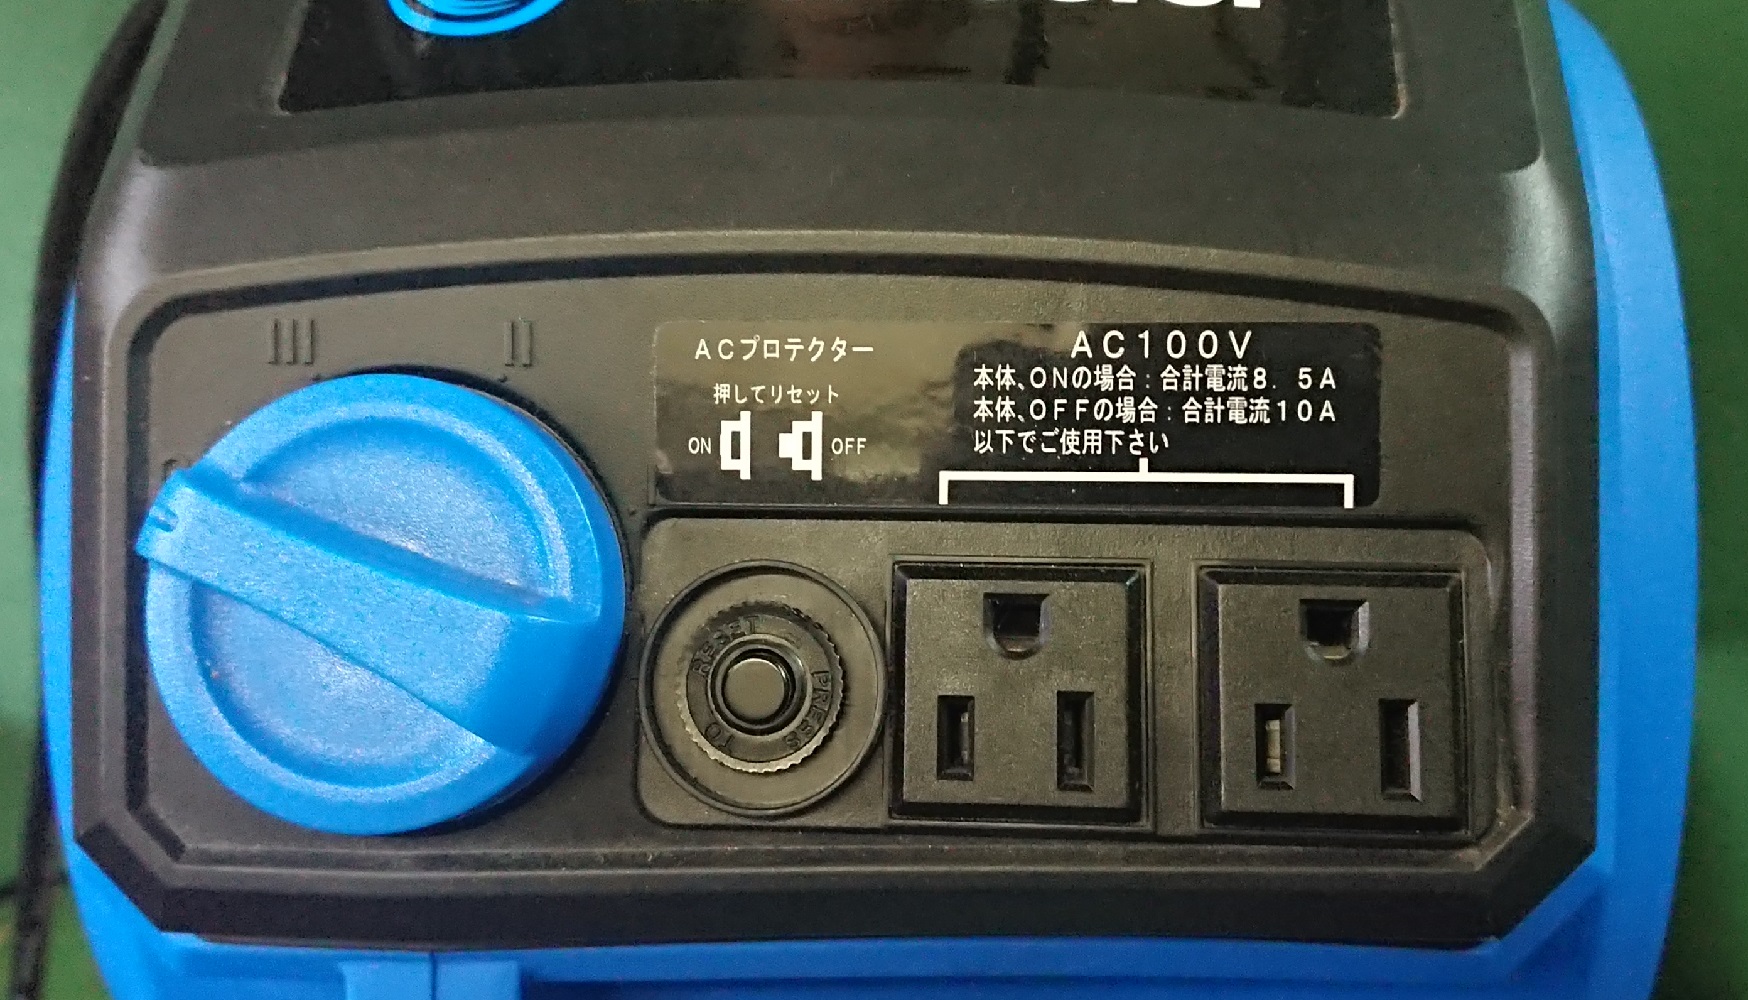 III
II
ACプロテクター
押してリセット
ON OFF
AC100V
本体、ONの場合：合計電流8．5A
本体、OFFの場合：合計電流10A
以下でご使用下さい
PRESS TO RESET